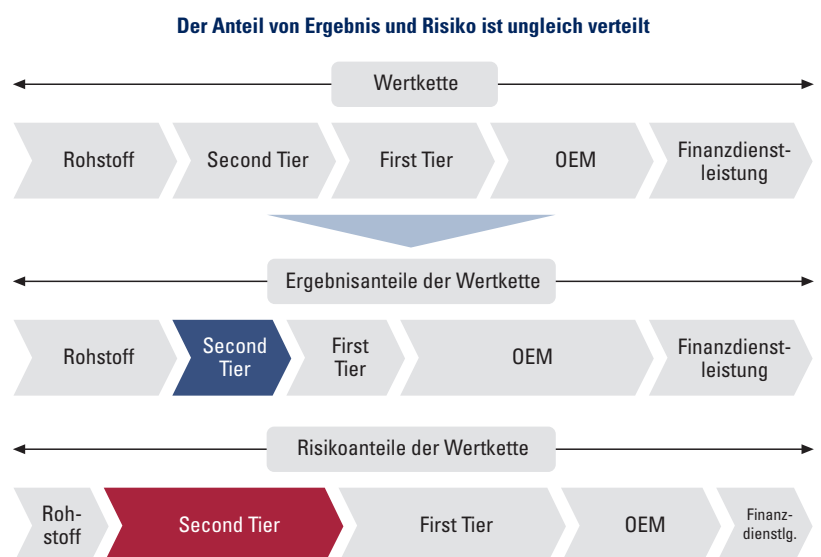 Der Anteil von Ergebnis und Risiko ist ungleich verteilt
Wertkette
Rohstoff
Second Tier
First Tier
OEM
Finanzdienst-
leistung
Ergebnisanteile der Wertkette
Rohstoff
Second
Tier
First
Tier
OEM
Finanzdienst-
leistung
Risikoanteile der Wertkette
Roh-
stoff
Second Tier
First Tier
OEM
Finanz-
dienstlg.